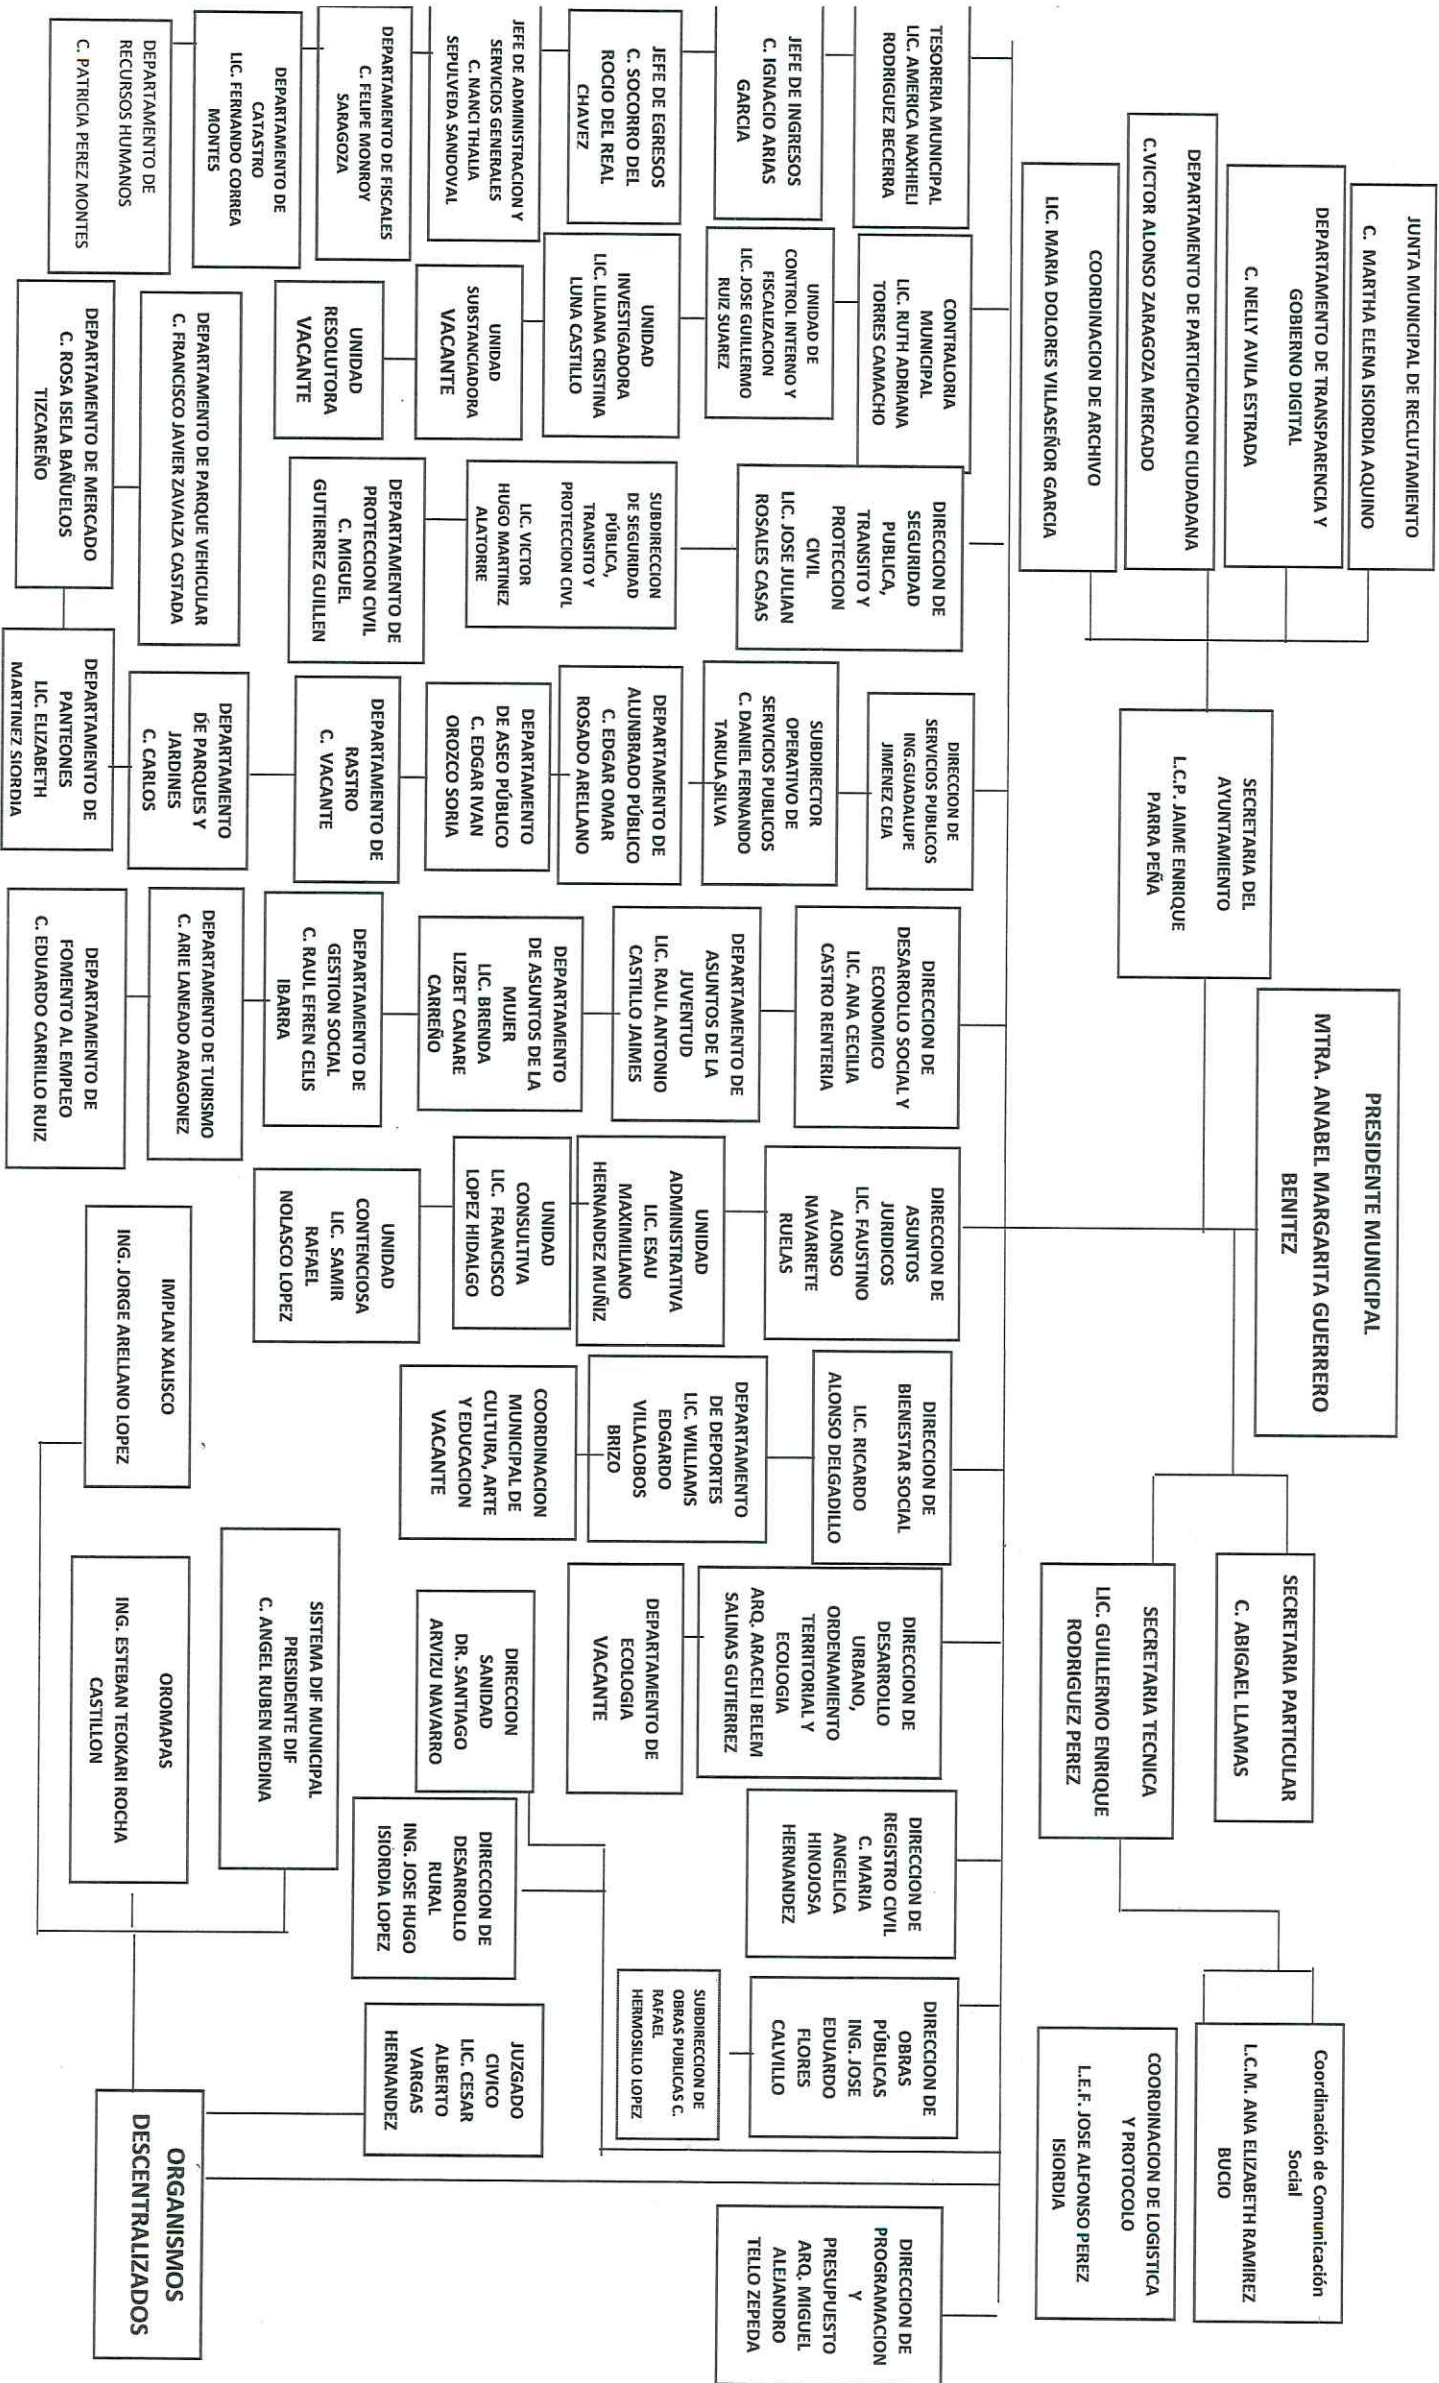 PRESIDENTE MUNICIPAL
MTRA. ANABEL MARGARITA GUERRERO
BENITEZ
JUNTA MUNICIPAL DE RECLUTAMIENTO
C. MARTHA ELENA ISIORDIA AQUINO
DEPARTAMENTO DE TRANSPARENCIA Y
GOBIERNO DIGITAL
C. NELLY AVILA ESTRADA
DEPARTAMENTO DE PARTICIPACION CIUDADANA
C.VICTOR ALONSO ZARAGOZA MERCADO
COORDINACION DE ARCHIVO
LIC. MARIA DOLORES VILLASEÑOR GARCIA
SECRETARIA DEL
AYUNTAMIENTO
L.C.P. JAIME ENRIQUE
PARRA PEÑA
SECRETARIA PARTICULAR
C. ABIGAEL LLAMAS
SECRETARIA TECNICA
LIC. GUILLERMO ENRIQUE
RODRIGUEZ PEREZ
Coordinación de Comunicación
Social
L.C.M. ANA ELIZABETH RAMIREZ
BUCIO
COORDINACION DE LOGISTICA
Y PROTOCOLO
L.E.F. JOSE ALFONSO PEREZ
ISIORDIA
TESORERIA MUNICIPAL
LIC. AMERICA NAXHIELI
RODRIGUEZ BECERRA
JEFE DE INGRESOS
C. IGNACIO ARIAS
GARCIA
JEFE DE EGRESOS
C. SOCORRO DEL
ROCIO DEL REAL
CHAVEZ
JEFE DE ADMINISTRACION Y
SERVICIOS GENERALES
C. NANCI THALIA
SEPULVEDA SANDOVAL
DEPARTAMENTO DE FISCALES
C. FELIPE MONROY
SARAGOZA
DEPARTAMENTO DE
CATASTRO
LIC. FERNANDO CORREA
MONTES
DEPARTAMENTO DE
RECURSOS HUMANOS
C. PATRICIA PEREZ MONTES
CONTRALORIA
MUNICIPAL
LIC. RUTH ADRIANA
TORRES CAMACHO
UNIDAD DE
CONTROL INTERNO Y
FISCALIZACION
LIC. JOSE GUILLERMO
RUIZ SUAREZ
UNIDAD
INVESTIGADORA
LIC. LILIANA CRISTINA
LUNA CASTILLO
UNIDAD
SUBSTANCIADORA
VACANTE
UNIDAD
RESOLUTORA
VACANTE
DIRECCION DE
SEGURIDAD
PUBLICA,
TRANSITO Y
PROTECCION
CIVIL
LIC. JOSE JULIAN
ROSALES CASAS
SUBDIRECCION
DE SEGURIDAD
PÚBLICA,
TRANSITO Y
PROTECCION CIVL
LIC. VICTOR
HUGO MARTINEZ
ALATORRE
DEPARTAMENTO DE
PROTECCION CIVIL
C. MIGUEL
GUTIERREZ GUILLEN
DIRECCION DE
SERVICIOS PUBLICOS
ING.GUADALUPE
JIMENEZ CEJA
SUBDIRECTOR
OPERATIVO DE
SERVICIOS PUBLICOS
C. DANIEL FERNANDO
TARULA SILVA
DEPARTAMENTO DE
ALUNBRADO PÚBLICO
C. EDGAR OMAR
ROSADO ARELLANO
DEPARTAMENTO
DE ASEO PÚBLICO
C. EDGAR IVAN
OROZCO SORIA
DEPARTAMENTO DE
RASTRO
C. VACANTE
DEPARTAMENTO
DE PARQUES Y
JARDINES
C. CARLOS
DEPARTAMENTO DE
PANTEONES
LIC. ELIZABETH
MARTINEZ SIORDIA
DEPARTAMENTO DE MERCADO
C. ROSA ISELA BAÑUELOS
TIZCAREÑO
DEPARTAMENTO DE PARQUE VEHICULAR
C. FRANCISCO JAVIER ZAVALZA CASTADA
DIRECCION DE
DESARROLLO SOCIAL Y
ECONOMICO
LIC. ANA CECILIA
CASTRO RENTERIA
DEPARTAMENTO DE
ASUNTOS DE LA
JUVENTUD
LIC. RAUL ANTONIO
CASTILLO JAIMES
DEPARTAMENTO
DE ASUNTOS DE LA
MUJER
LIC. BRENDA
LIZBET CANARE
CARREÑO
DEPARTAMENTO DE
GESTION SOCIAL
C. RAUL EFREN CELIS
IBARRA
DEPARTAMENTO DE TURISMO
C. ARIE LANEADO ARAGONEZ
DEPARTAMENTO DE
FOMENTO AL EMPLEO
C. EDUARDO CARRILLO RUIZ
DIRECCION DE
ASUNTOS
JURIDICOS
LIC. FAUSTINO
ALONSO
NAVARRETE
RUELAS
UNIDAD
ADMINISTRATIVA
LIC. ESAU
MAXIMILIANO
HERNANDEZ MUÑIZ
UNIDAD
CONSULTIVA
LIC. FRANCISCO
LOPEZ HIDALGO
UNIDAD
CONTENCIOSA
LIC. SAMIR
RAFAEL
NOLASCO LOPEZ
DIRECCION DE
BIENESTAR SOCIAL
LIC. RICARDO
ALONSO DELGADILLO
DEPARTAMENTO
DE DEPORTES
LIC. WILLIAMS
EDGARDO
VILLALOBOS
BRIZO
COORDINACION
MUNICIPAL DE
CULTURA, ARTE
Y EDUCACION
VACANTE
DIRECCION DE
DESARROLLO
URBANO,
ORDENAMIENTO
TERRITORIAL Y
ECOLOGIA
ARQ. ARACELI BELEM
SALINAS GUTIERREZ
DEPARTAMENTO DE
ECOLOGIA
VACANTE
DIRECCION
SANIDAD
DR. SANTIAGO
ARVIZU NAVARRO
DIRECCION DE
REGISTRO CIVIL
C. MARIA
ANGELICA
HINOJOSA
HERNANDEZ
DIRECCION DE
DESARROLLO
RURAL
ING. JOSE HUGO
ISIORDIA LOPEZ
DIRECCION DE
OBRAS
PÚBLICAS
ING. JOSE
EDUARDO
FLORES
CALVILLO
SUBDIRECCION DE
OBRAS PUBLICAS C.
RAFAEL
HERMOSILLO LOPEZ
JUZGADO
CIVICO
LIC. CESAR
ALBERTO
VARGAS
HERNANDEZ
DIRECCION DE
PROGRAMACION
Y
PRESUPUESTO
ARQ. MIGUEL
ALEJANDRO
TELLO ZEPEDA
IMPLAN XALISCO
ING. JORGE ARELLANO LOPEZ
SISTEMA DIF MUNICIPAL
PRESIDENTE DIF
C. ANGEL RUBEN MEDINA
OROMAPAS
ING. ESTEBAN TEOKARI ROCHA
CASTILLON
ORGANISMOS
DESCENTRALIZADOS